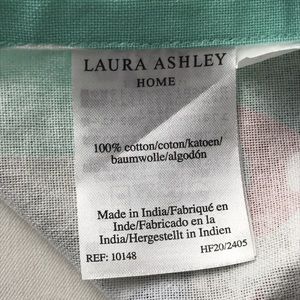 LAURA ASHLEY
HOME
100% cotton/coton/katoen/
baumwolle/algodón
Made in India/Fabriqué en
Inde/Fabricado en la
India/Hergestellt in Indien
REF: 10148 HF20/2405